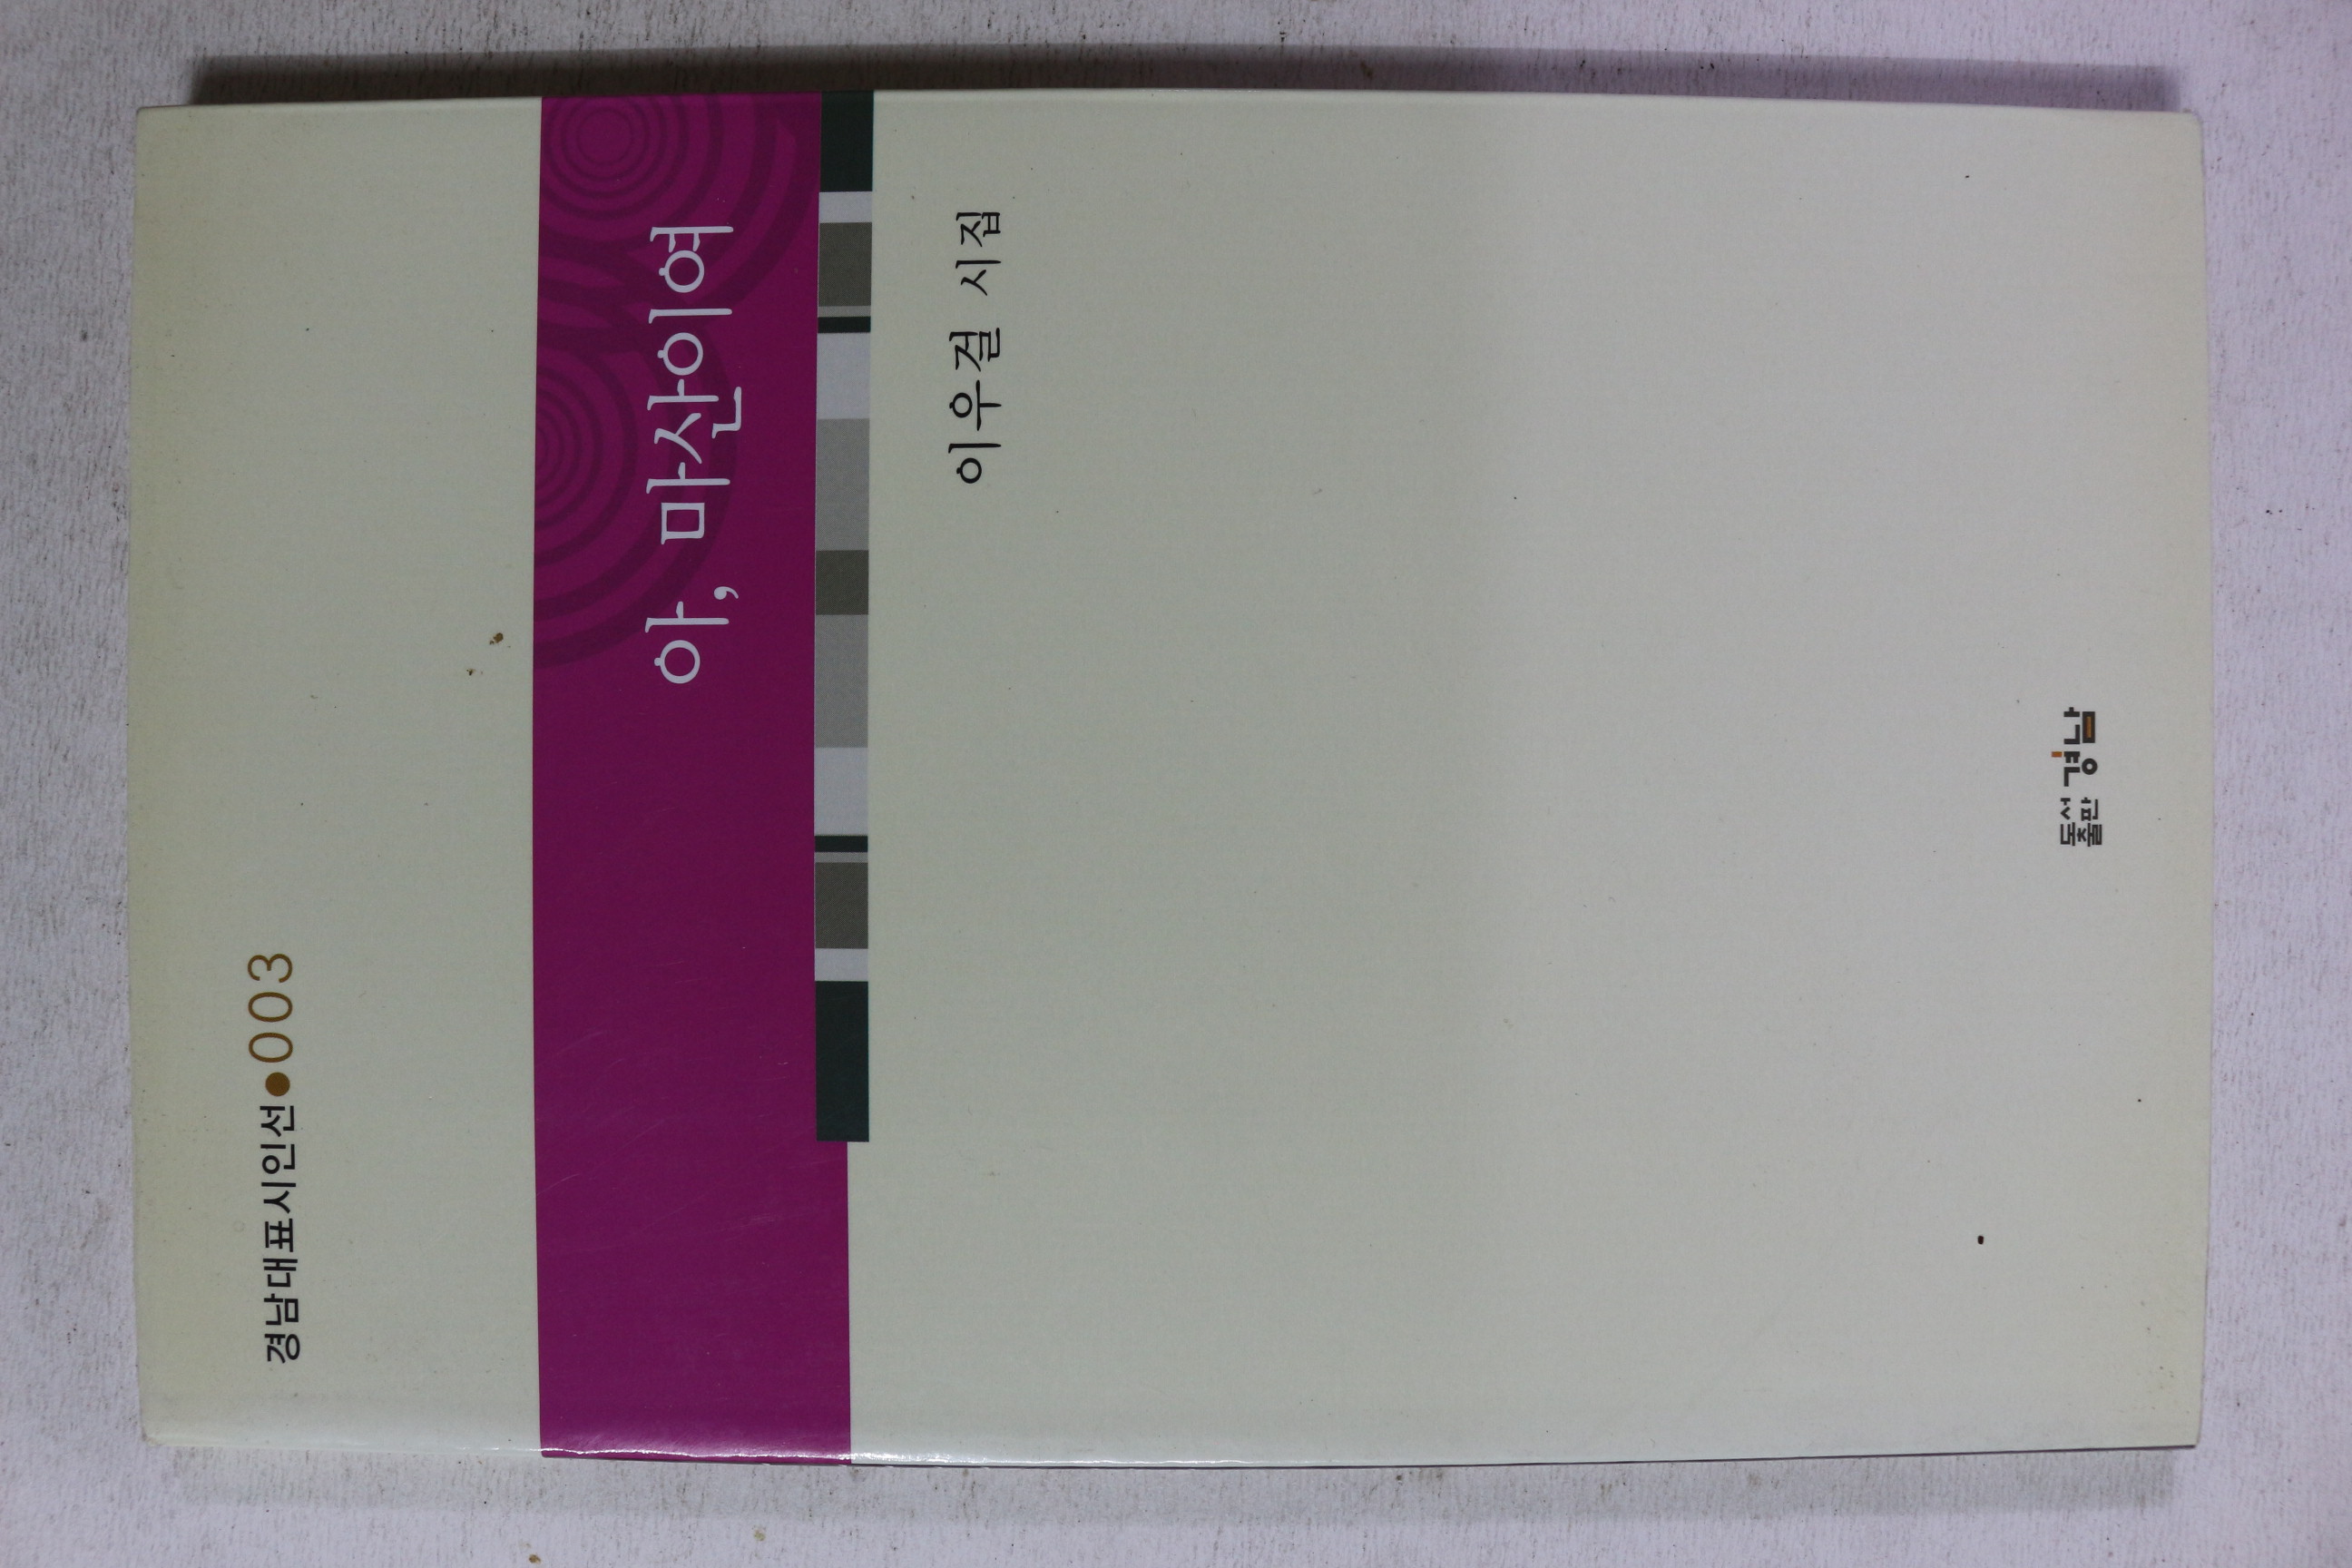 경남대표시인선●003
아, 마산이여
이우걸 시집
도서출판 경남